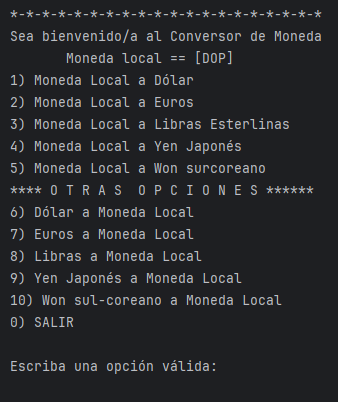 *-*-*-*-*-*-*-*-*-*-*-*-*-*-*-*-*-*-*-*
Sea bienvenido/a al Conversor de Moneda
Moneda local == [DOP]
1) Moneda Local a Dólar
2) Moneda Local a Euros
3) Moneda Local a Libras Esterlinas
4) Moneda Local a Yen Japonés
5) Moneda Local a Won surcoreano
**** O T R A S  O P C I O N E S ******
6) Dólar a Moneda Local
7) Euros a Moneda Local
8) Libras a Moneda Local
9) Yen Japonés a Moneda Local
10) Won sul-coreano a Moneda Local
0) SALIR
Escriba una opción válida: